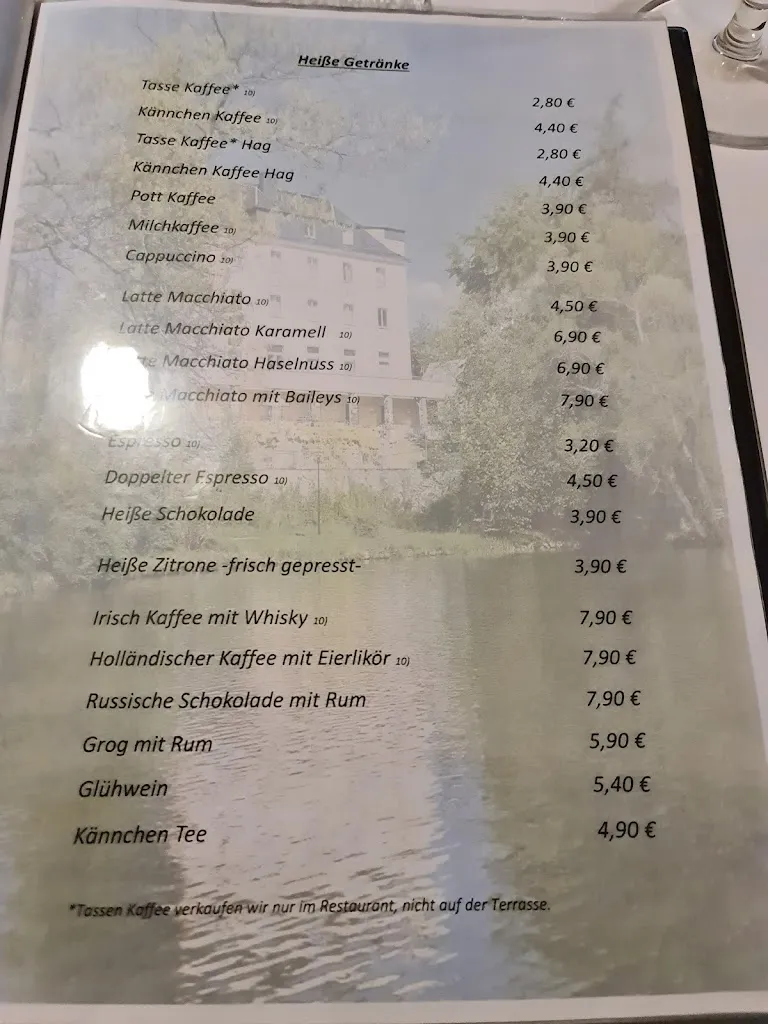 Heiße Getränke
Tasse Kaffee* 10) 2,80 €
Kännchen Kaffee 10) 4,40 €
Tasse Kaffee* Hag 2,80 €
Kännchen Kaffee Hag 4,40 €
Pott Kaffee 3,90 €
Milchkaffee 10) 3,90 €
Cappuccino 10) 3,90 €
Latte Macchiato 10) 4,50 €
Latte Macchiato Karamell 10) 6,90 €
Macchiato Haselnuss 10) 6,90 €
Macchiato mit Baileys 10) 7,90 €
Espresso 10) 3,20 €
Doppelter Espresso 10) 4,50 €
Heiße Schokolade 3,90 €
Heiße Zitrone -frisch gepresst- 3,90 €
Irisch Kaffee mit Whisky 10) 7,90 €
Holländischer Kaffee mit Eierlikör 10) 7,90 €
Russische Schokolade mit Rum 7,90 €
Grog mit Rum 5,90 €
Glühwein 5,40 €
Kännchen Tee 4,90 €
*Tassen Kaffee verkaufen wir nur im Restaurant, nicht auf der Terrasse.